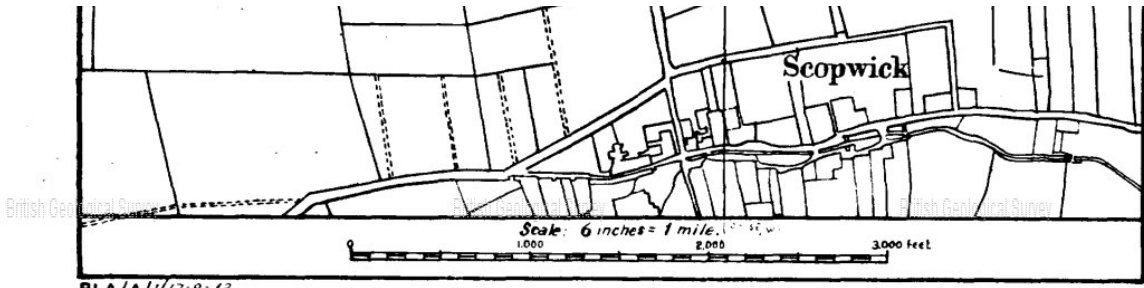 Scopwick
British Geological Survey
British Geological Survey
British Geological Survey
Scale: 6 inches = 1 mile.
0 1,000 2,000 3,000 feet